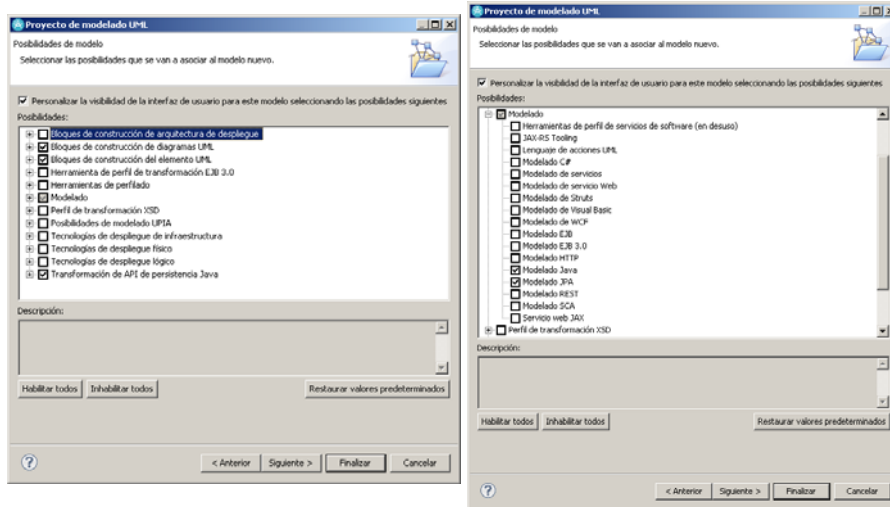 Proyecto de modelado UML
Posibilidades de modelo
Seleccionar las posibilidades que se van a asociar al modelo nuevo.
Personalizar la visibilidad de la interfaz de usuario para este modelo seleccionando las posibilidades siguientes
Posibilidades:
Bloques de construcción de arquitectura de despliegue
Bloques de construcción de diagramas UML
Bloques de construcción del elemento UML
Herramienta de perfil de transformación EJB 3.0
Herramientas de perfilado
Modelado
Perfil de transformación XSD
Posibilidades de modelado UPIA
Tecnologías de despliegue de infraestructura
Tecnologías de despliegue físico
Tecnologías de despliegue lógico
Transformación de API de persistencia Java
Descripción:
Habilitar todos
Inhabilitar todos
Restaurar valores predeterminados
< Anterior
Siguiente >
Finalizar
Cancelar
Proyecto de modelado UML
Posibilidades de modelo
Seleccionar las posibilidades que se van a asociar al modelo nuevo.
Personalizar la visibilidad de la interfaz de usuario para este modelo seleccionando las posibilidades siguientes
Posibilidades:
Modelado
Herramientas de perfil de servicios de software (en desuso)
JAX-RS Tooling
Lenguaje de acciones UML
Modelado C#
Modelado de servicios
Modelado de servicio Web
Modelado de Struts
Modelado de Visual Basic
Modelado de WCF
Modelado EJB
Modelado EJB 3.0
Modelado HTTP
Modelado Java
Modelado JPA
Modelado REST
Modelado SCA
Servicio web JAX
Perfil de transformación XSD
Descripción:
Habilitar todos
Inhabilitar todos
Restaurar valores predeterminados
< Anterior
Siguiente >
Finalizar
Cancelar